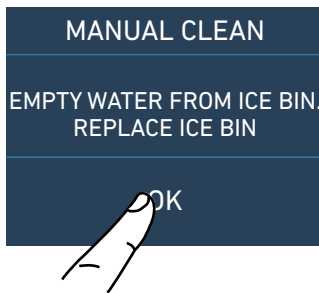 MANUAL CLEAN
EMPTY WATER FROM ICE BIN.
REPLACE ICE BIN
OK